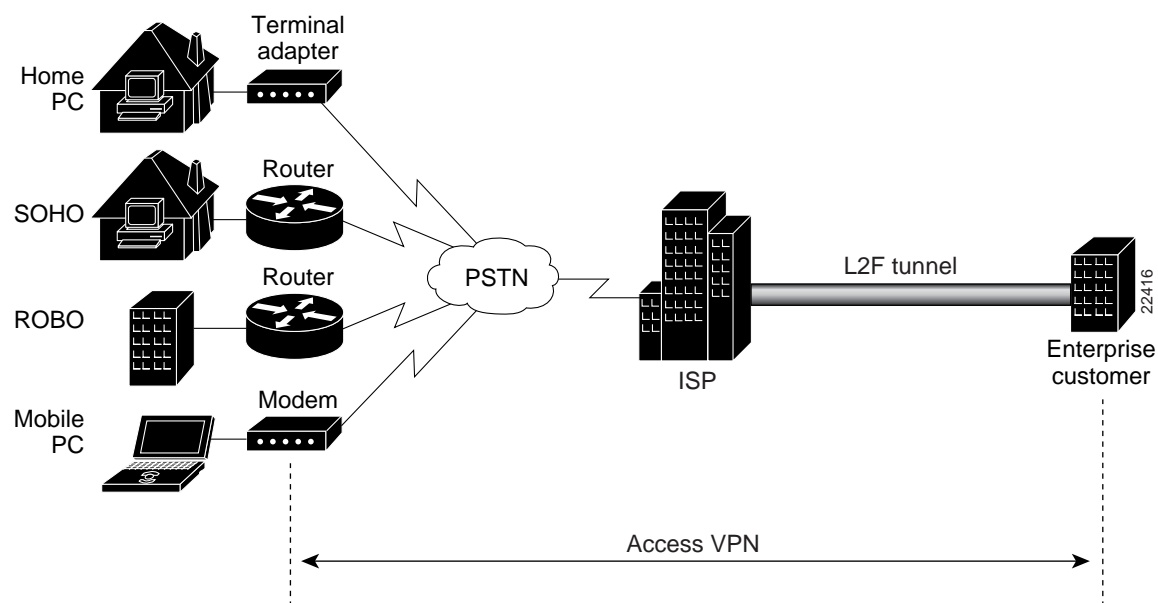 Terminal
adapter
Home
PC
Router
SOHO
Router
ROBO
Modem
Mobile
PC
PSTN
ISP
L2F tunnel
22416
Enterprise
customer
Access VPN